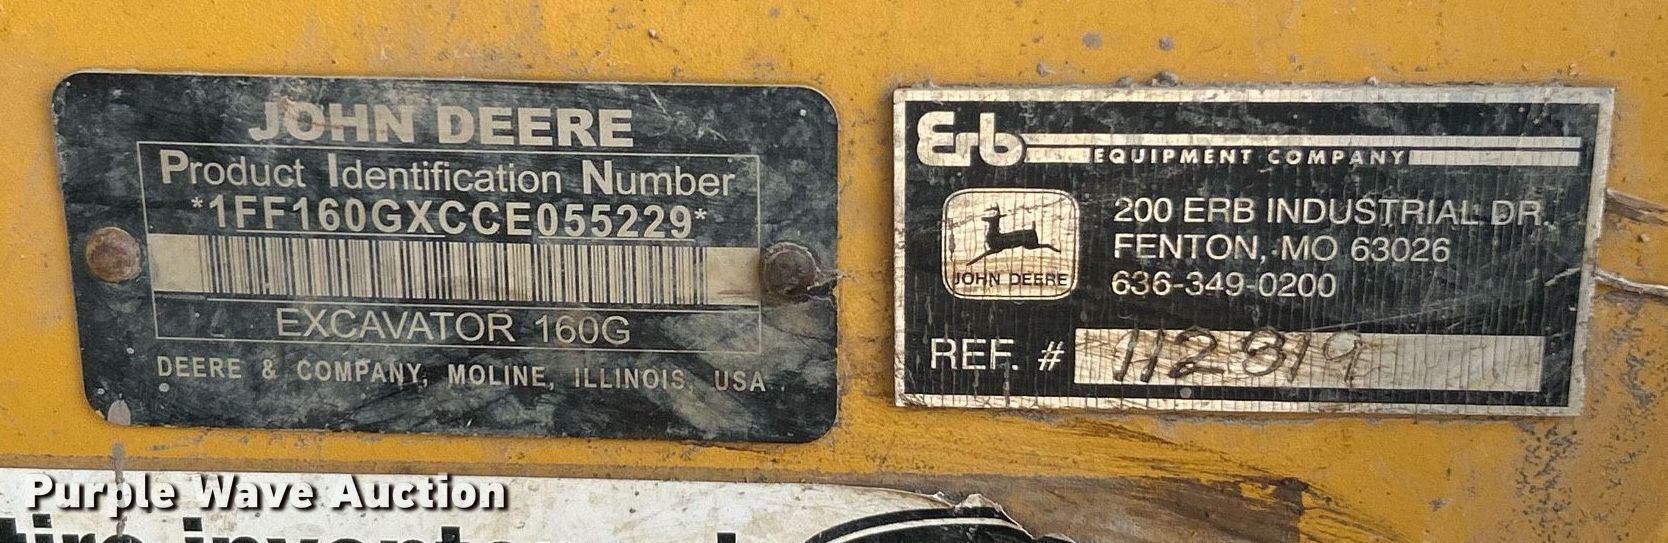 JOHN DEERE
Product Identification Number
*1FF160GXCCE055229*
EXCAVATOR 160G
DEERE & COMPANY, MOLINE, ILLINOIS, USA
Erb
EQUIPMENT COMPANY
JOHN DEERE
200 ERB INDUSTRIAL DR.
FENTON, MO 63026
636-349-0200
REF. # 112819
Purple Wave Auction